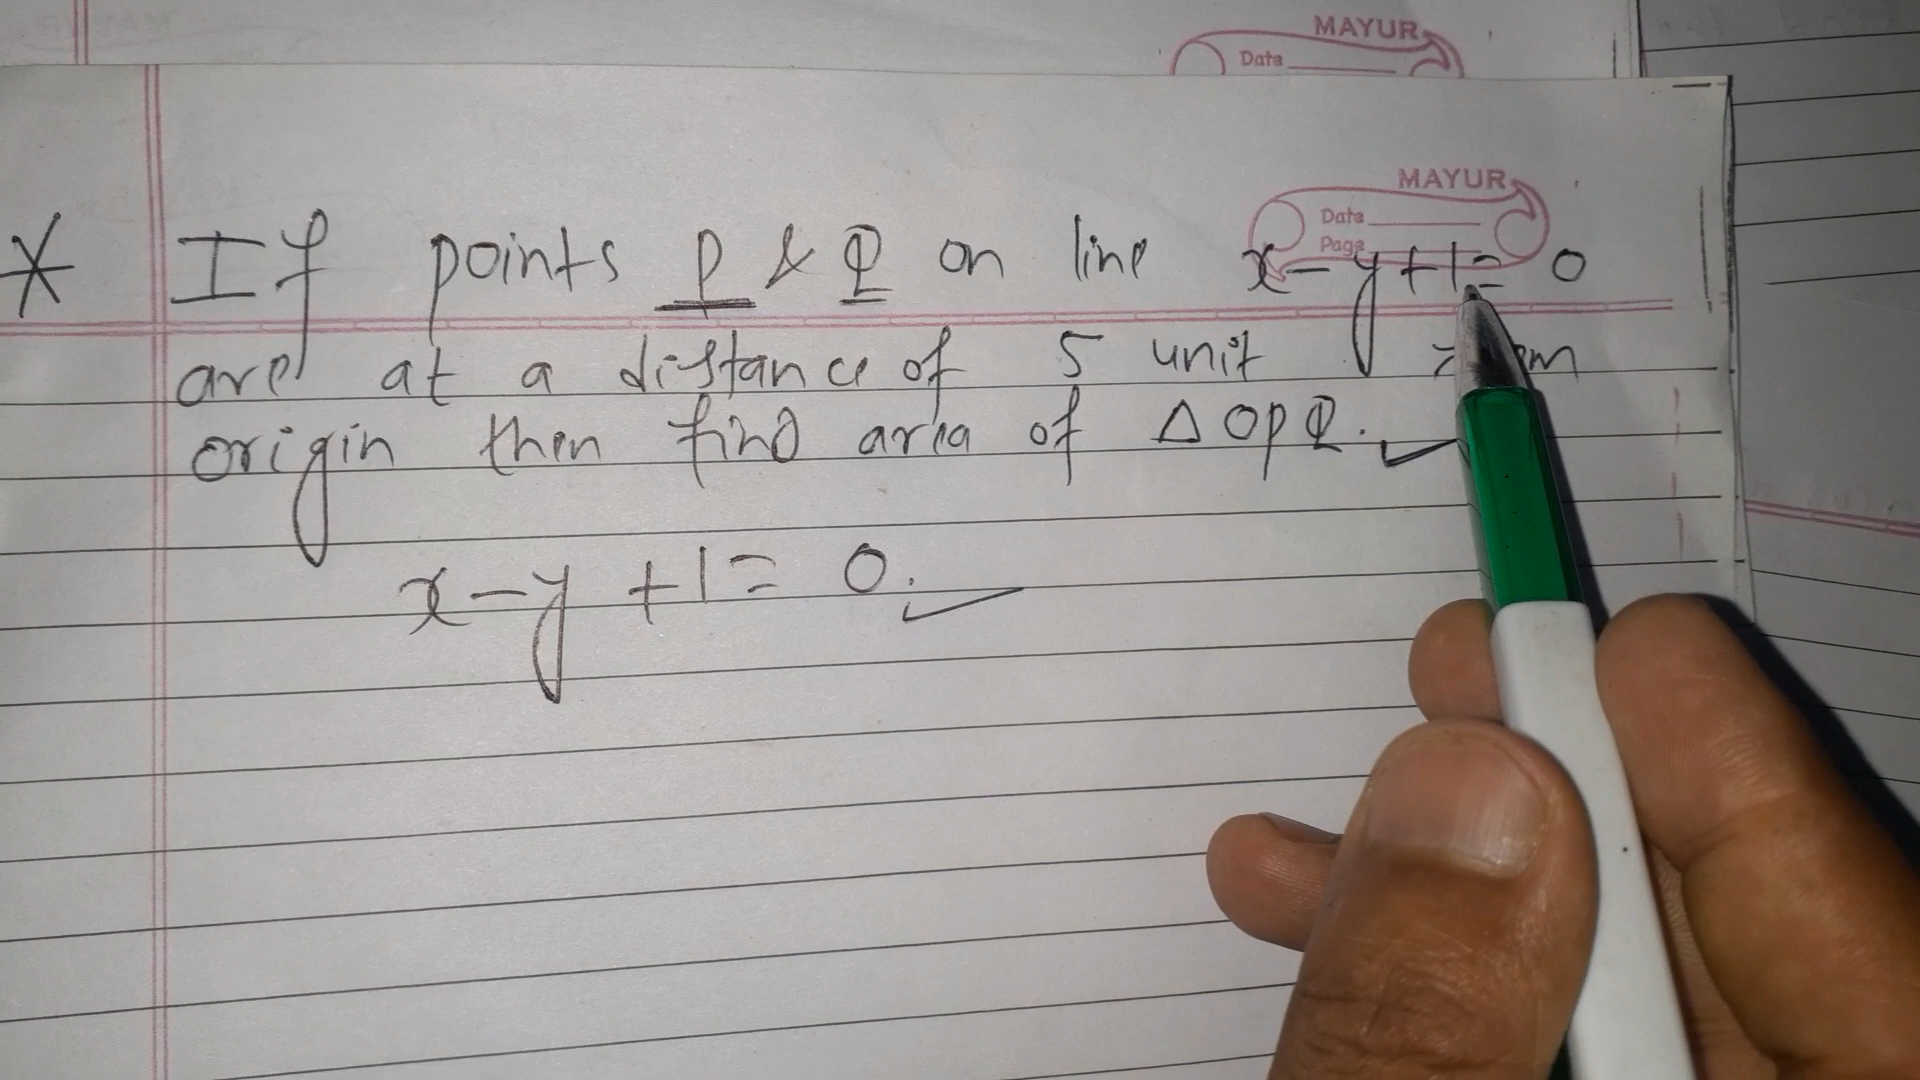 MAYUR
Date
MAYUR
Date
Page
* If points P & Q on line x-y+1=0
are at a distance of 5 unit from
origin then find area of △OPQ.
x-y+1=0.